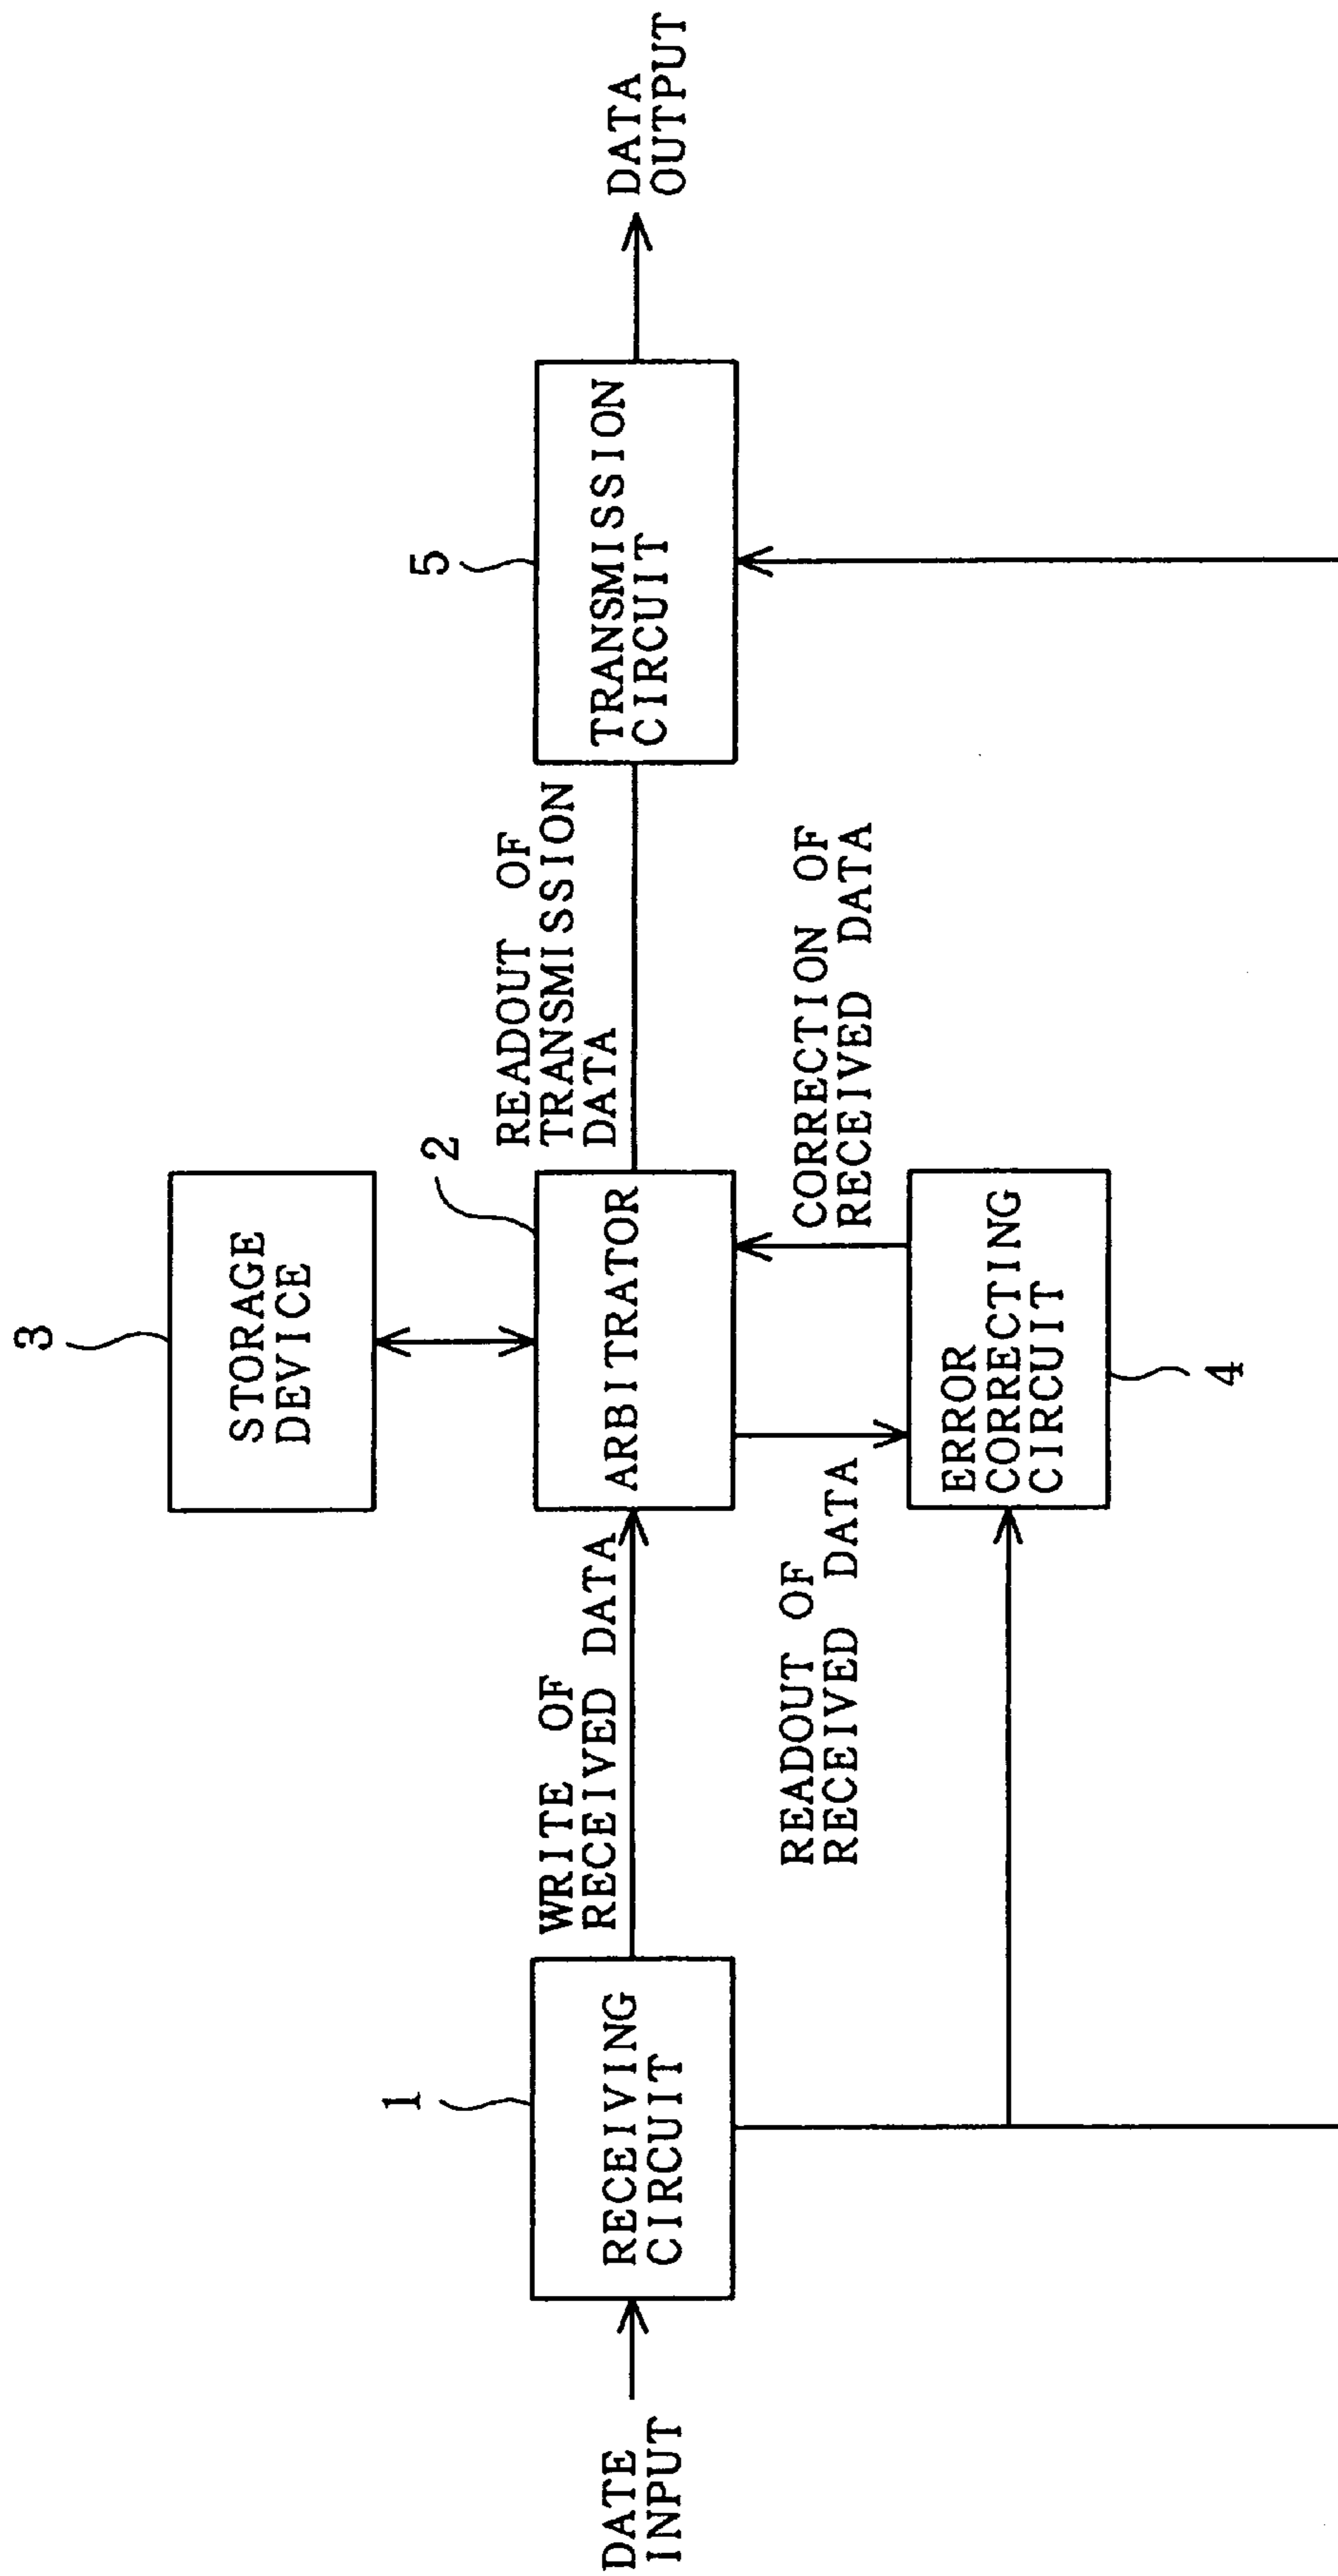 3
STORAGE
DEVICE
1
RECEIVING
CIRCUIT
DATE
INPUT
WRITE OF
RECEIVED DATA
2
ARBITRATOR
READOUT OF
TRANSMISSION
DATA
5
TRANSMISSION
CIRCUIT
DATA
OUTPUT
READOUT OF
RECEIVED DATA
CORRECTION OF
RECEIVED DATA
ERROR
CORRECTING
CIRCUIT
4